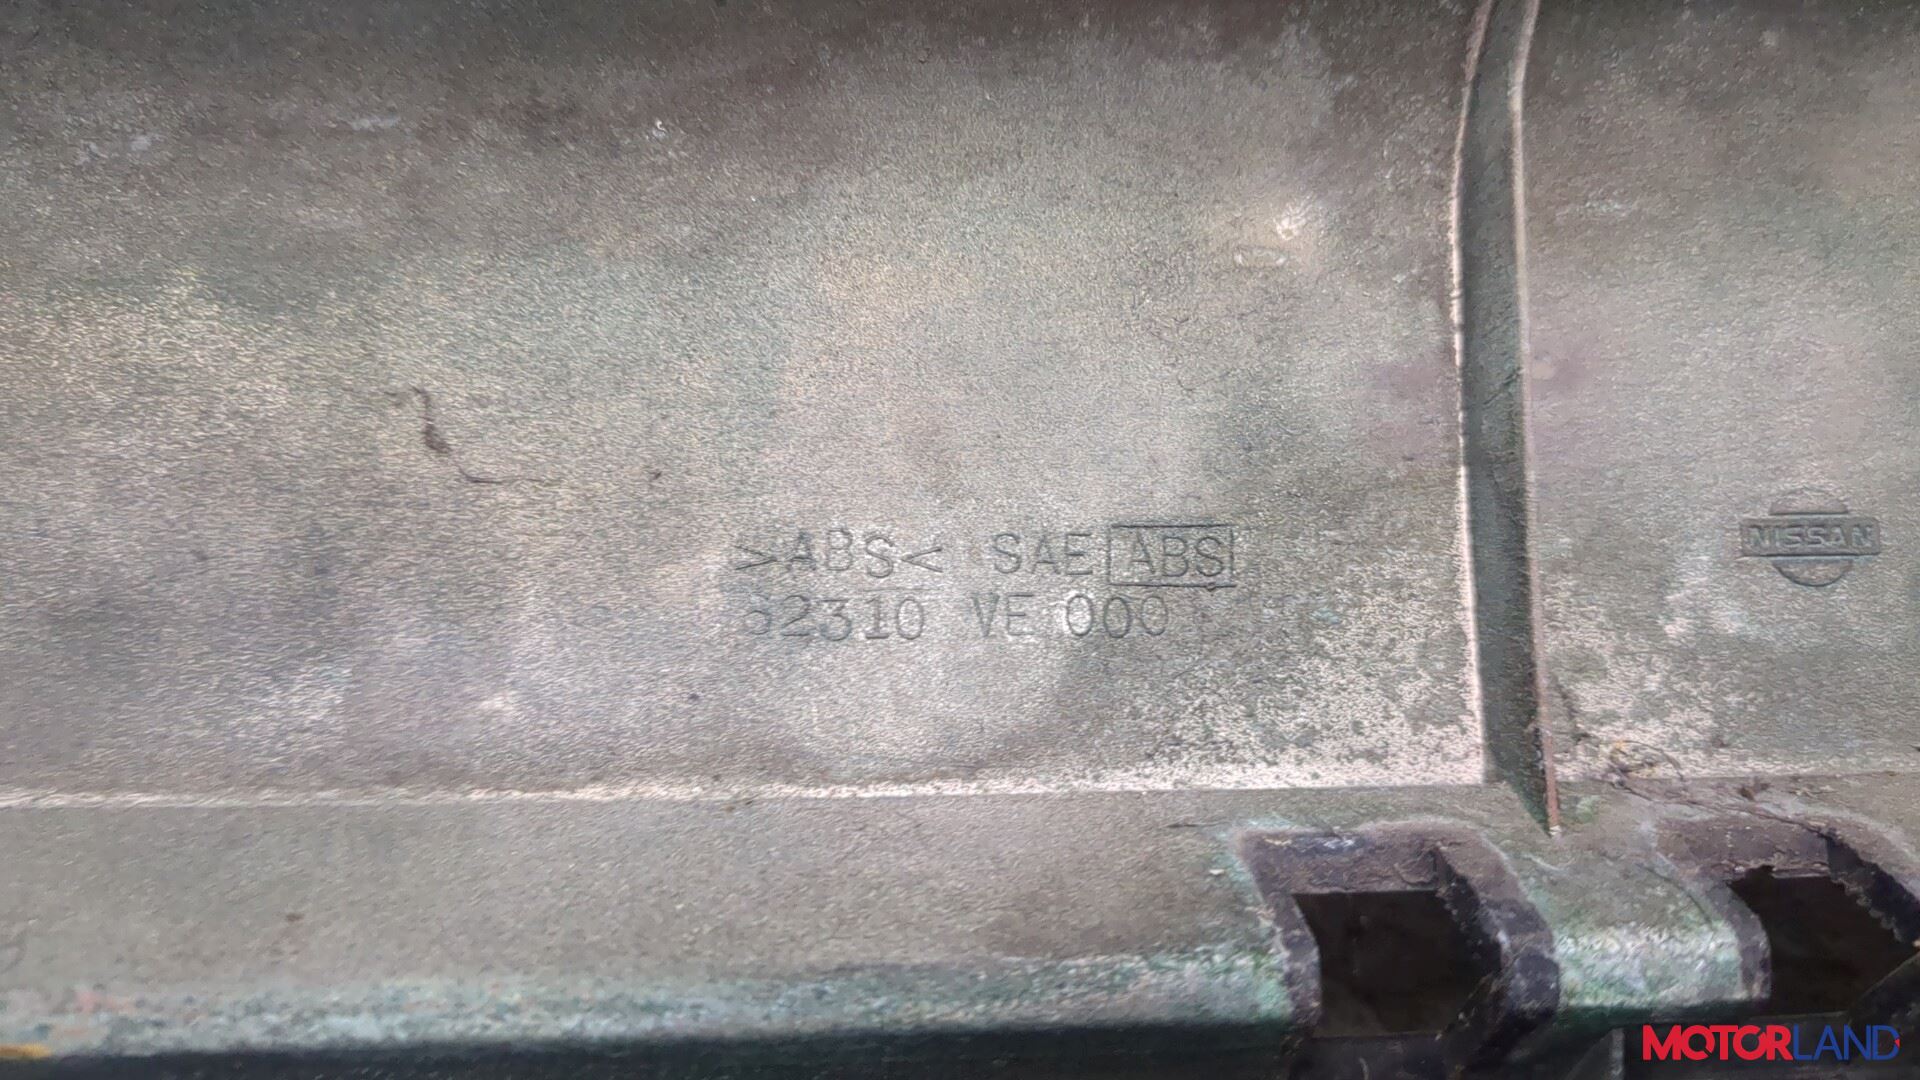 >ABS< SAE ABS
62310 VE 000
NISSAN
MOTORLAND